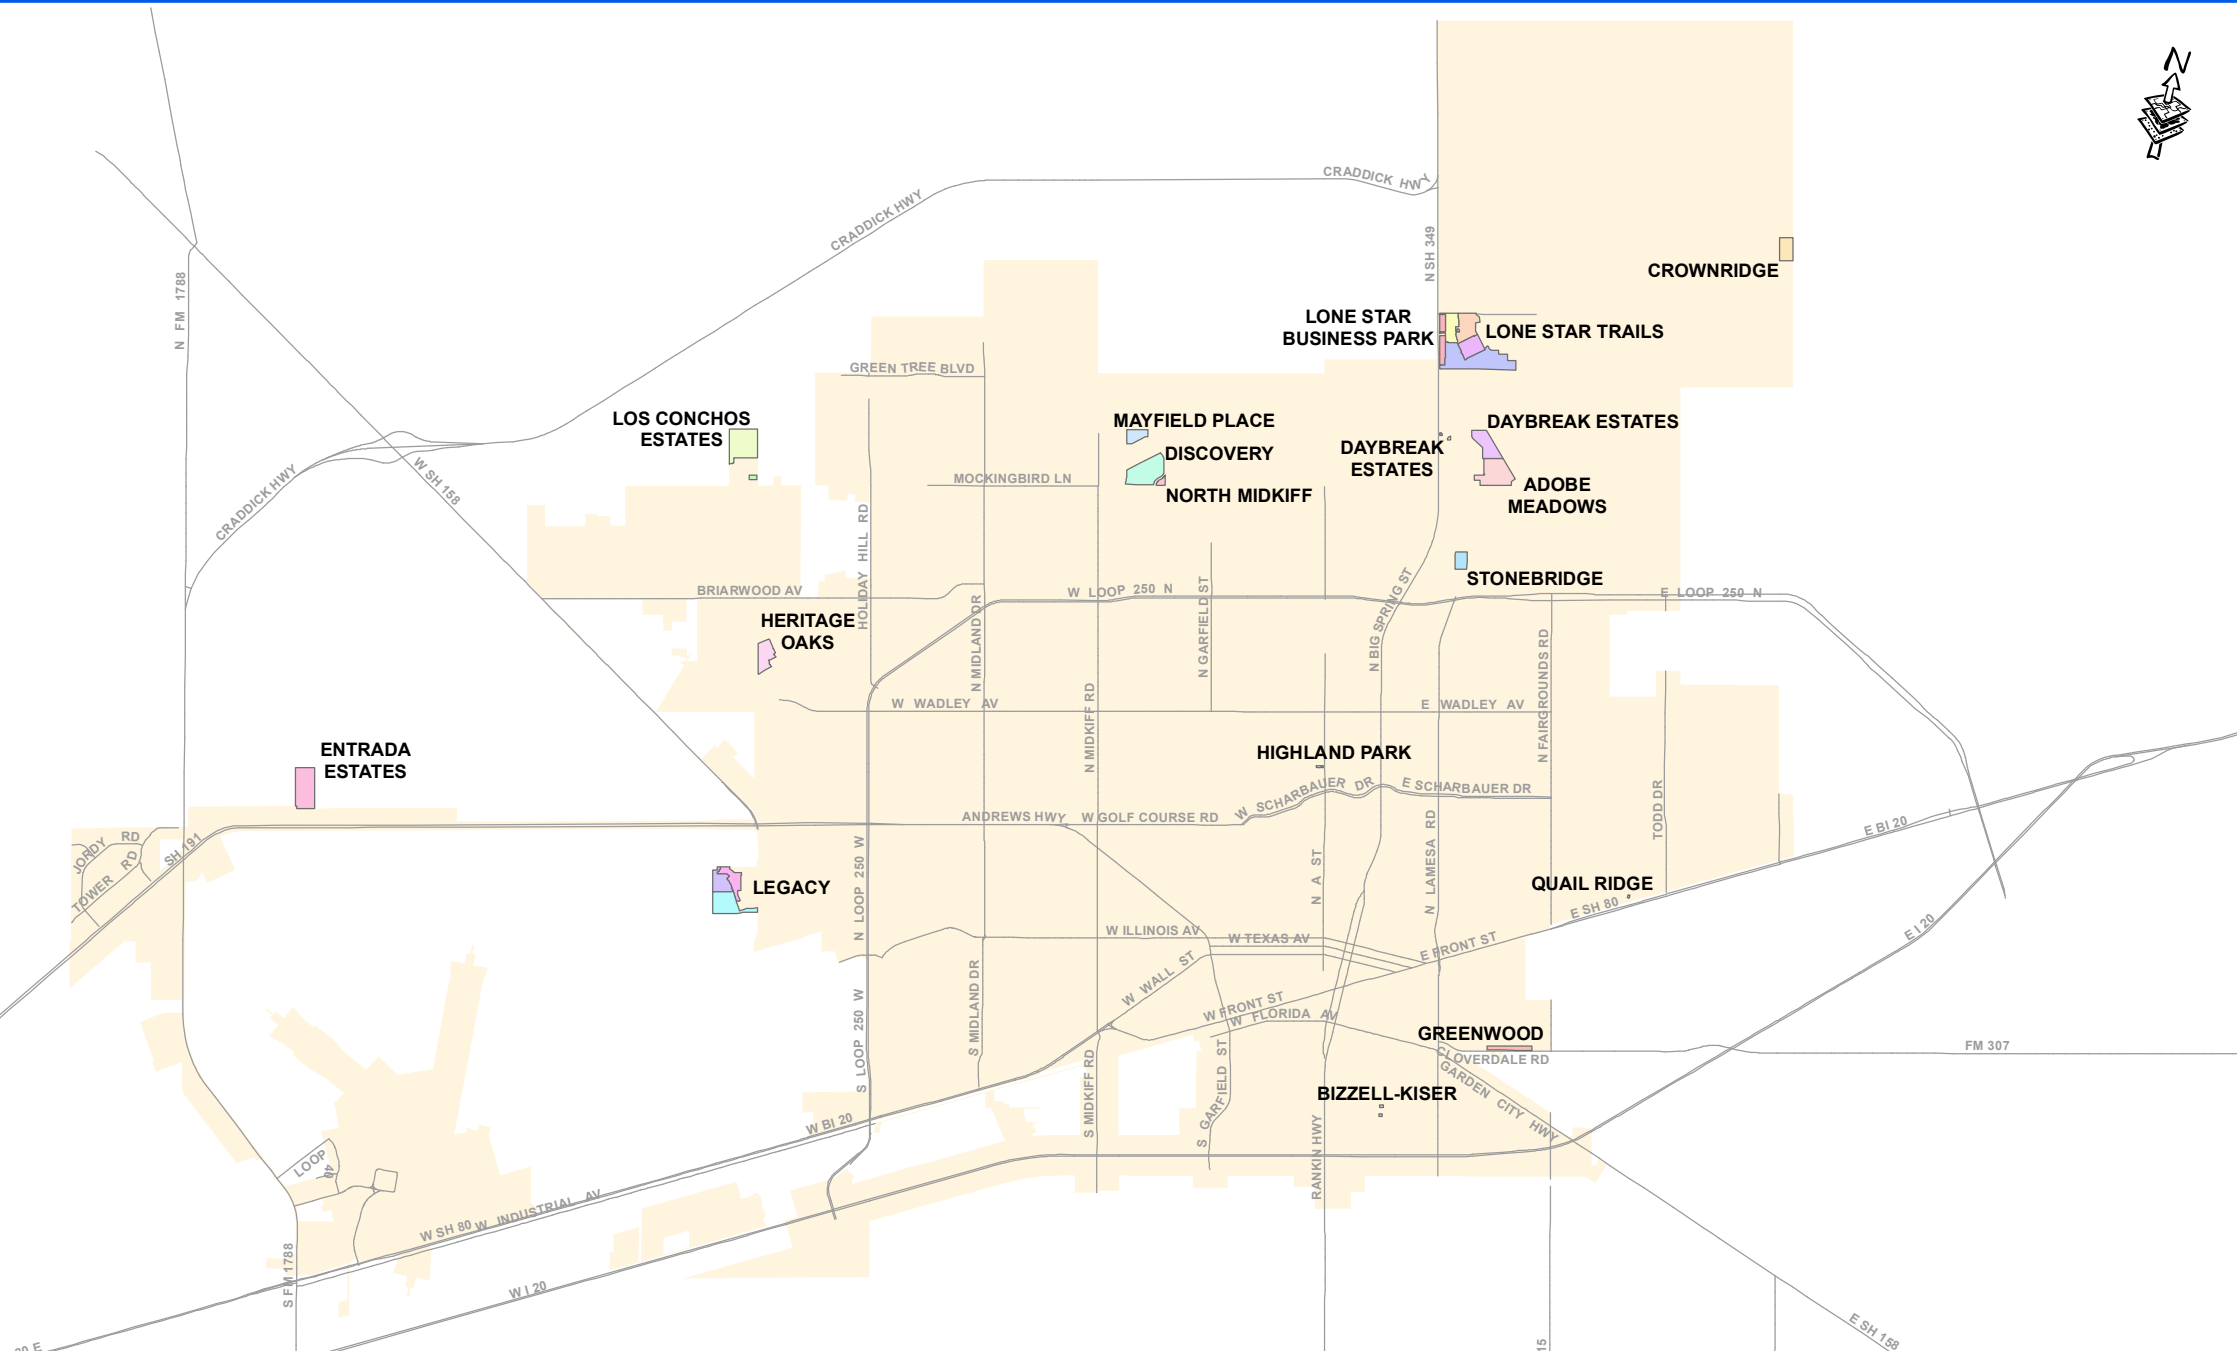 N
CRADDICK HWY
CRADDICK HWY
N SH 349
CROWNRIDGE
N FM 1788
LONE STAR
BUSINESS PARK
LONE STAR TRAILS
GREEN TREE BLVD
LOS CONCHOS
ESTATES
MAYFIELD PLACE
DAYBREAK ESTATES
DISCOVERY
DAYBREAK
ESTATES
W SH 158
MOCKINGBIRD LN
NORTH MIDKIFF
ADOBE
MEADOWS
CRADDICK HWY
HOLIDAY HILL RD
STONEBRIDGE
BRIARWOOD AV
W LOOP 250 N
E LOOP 250 N
HERITAGE
OAKS
N MIDLAND DR
N GARFIELD ST
N BIG SPRING ST
N FAIRGROUNDS RD
W WADLEY AV
E WADLEY AV
N MIDKIFF RD
ENTRADA
ESTATES
HIGHLAND PARK
W SCHARBAUER DR
E SCHARBAUER DR
TODD DR
ANDREWS HWY
W GOLF COURSE RD
JORDY RD
TOWER RD
SH 191
E BI 20
N LOOP 250 W
N A ST
N LAMESA RD
LEGACY
QUAIL RIDGE
E SH 80
E I 20
W ILLINOIS AV
W TEXAS AV
E FRONT ST
W WALL ST
S MIDLAND DR
S LOOP 250 W
W FRONT ST
W FLORIDA AV
GREENWOOD
CLOVERDALE RD
FM 307
S MIDKIFF RD
S GARFIELD ST
GARDEN CITY HWY
BIZZELL-KISER
W BI 20
RANKIN HWY
LOOP 40
W SH 80
W INDUSTRIAL AV
S FM 1788
W I 20
E SH 158
20 E
15